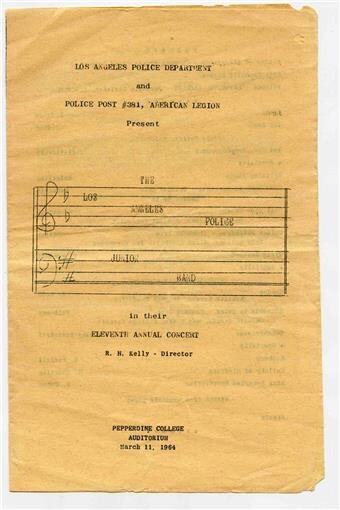 LOS ANGELES POLICE DEPARTMENT
and
POLICE POST #381, AMERICAN LEGION
Present
THE
LOS
ANGELES
POLICE
JUNIOR
BAND
in their
ELEVENTH ANNUAL CONCERT
R. H. Kelly - Director
PEPPERDINE COLLEGE
AUDITORIUM
March 11, 1964